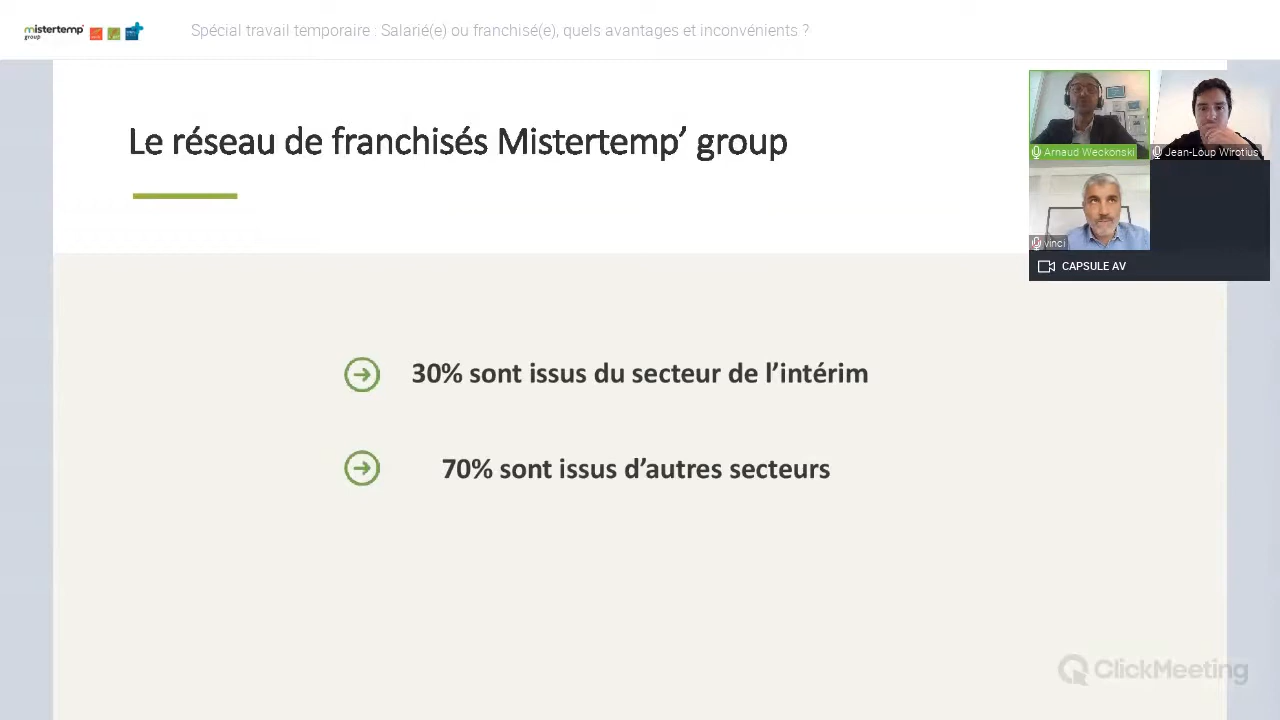 mistertemp'
group
Spécial travail temporaire : Salarié(e) ou franchisé(e), quels avantages et inconvénients ?
Le réseau de franchisés Mistertemp’ group
Arnaud Weckonski
Jean-Loup Wirotius
vinci
CAPSULE AV
30% sont issus du secteur de l’intérim
70% sont issus d’autres secteurs
ClickMeeting